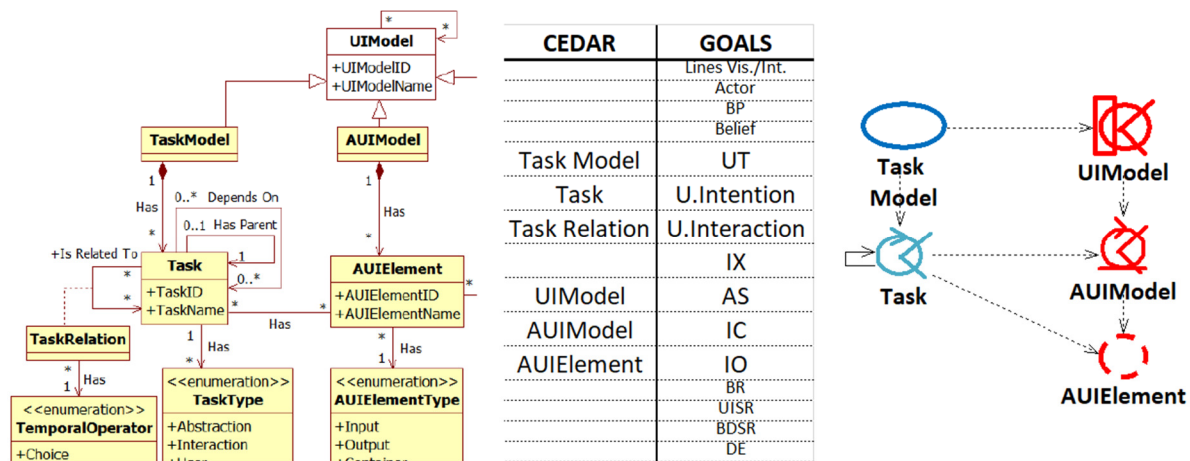 *
*
UIModel
+UIModelID
+UIModelName
TaskModel
AUIModel
1
Has
*
1
Has
*
0..* Depends On
0..1 Has Parent
1
0..*
+Is Related To
*
*
Task
+TaskID
+TaskName
*
Has
*
AUIElement
+AUIElementID
+AUIElementName
*
TaskRelation
*
Has
1
1
Has
*
*
Has
1
<<enumeration>>
TemporalOperator
+Choice
<<enumeration>>
TaskType
+Abstraction
+Interaction
+User
<<enumeration>>
AUIElementType
+Input
+Output
+Container
CEDAR GOALS
Lines Vis./Int.
Actor
BP
Belief
Task Model UT
Task U.Intention
Task Relation U.Interaction
IX
UIModel AS
AUIModel IC
AUIElement IO
BR
UISR
BDSR
DE
Task
Model
UIModel
Task
AUIModel
AUIElement